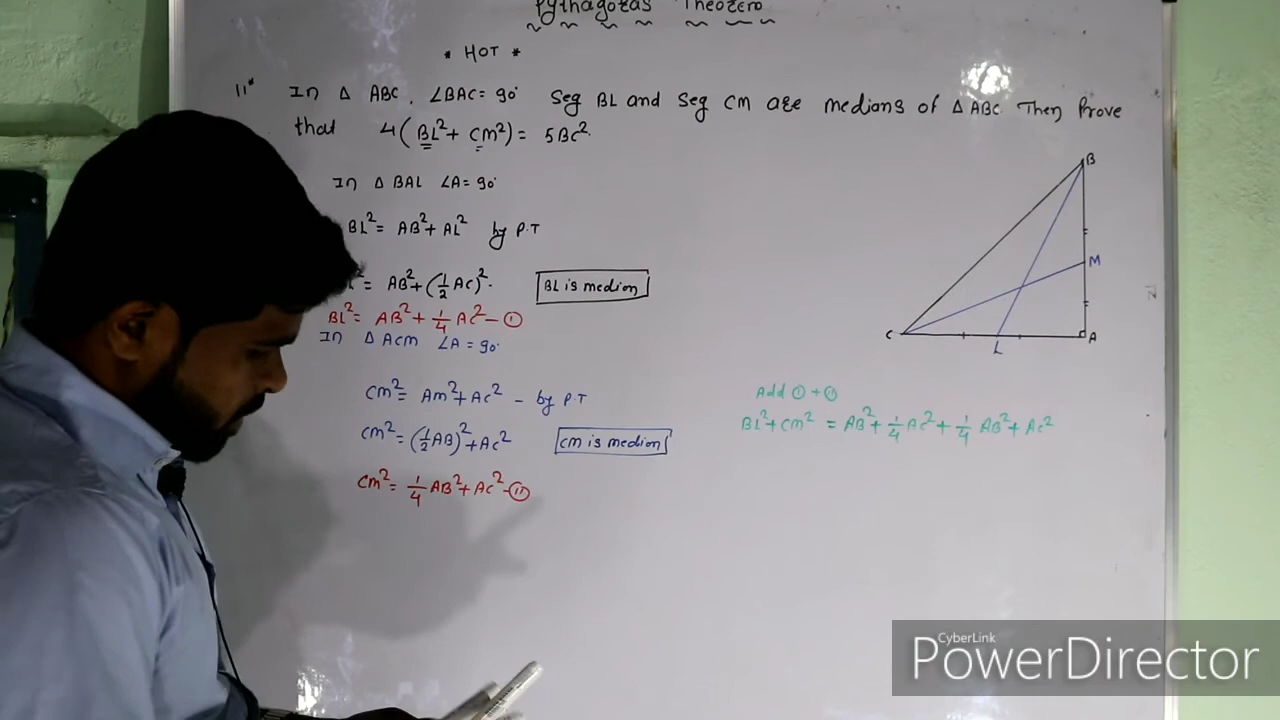 Pythagoras Theorem
* HOT *
11* In Δ ABC, ∠BAC = 90° Seg BL and Seg CM are medians of Δ ABC. Then Prove
that 4(BL² + CM²) = 5BC².
In Δ BAL ∠A = 90°
BL² = AB² + AL² by P.T
L² = AB² + (1/2 AC)². BL is median
BL² = AB² + 1/4 AC² — ①
In Δ ACM ∠A = 90°
CM² = AM² + AC² - by P.T
CM² = (1/2 AB)² + AC² CM is median
CM² = 1/4 AB² + AC² - ⑪
B
M
A
L
C
Add ① + ⑪
BL² + CM² = AB² + 1/4 AC² + 1/4 AB² + AC²
CyberLink
PowerDirector